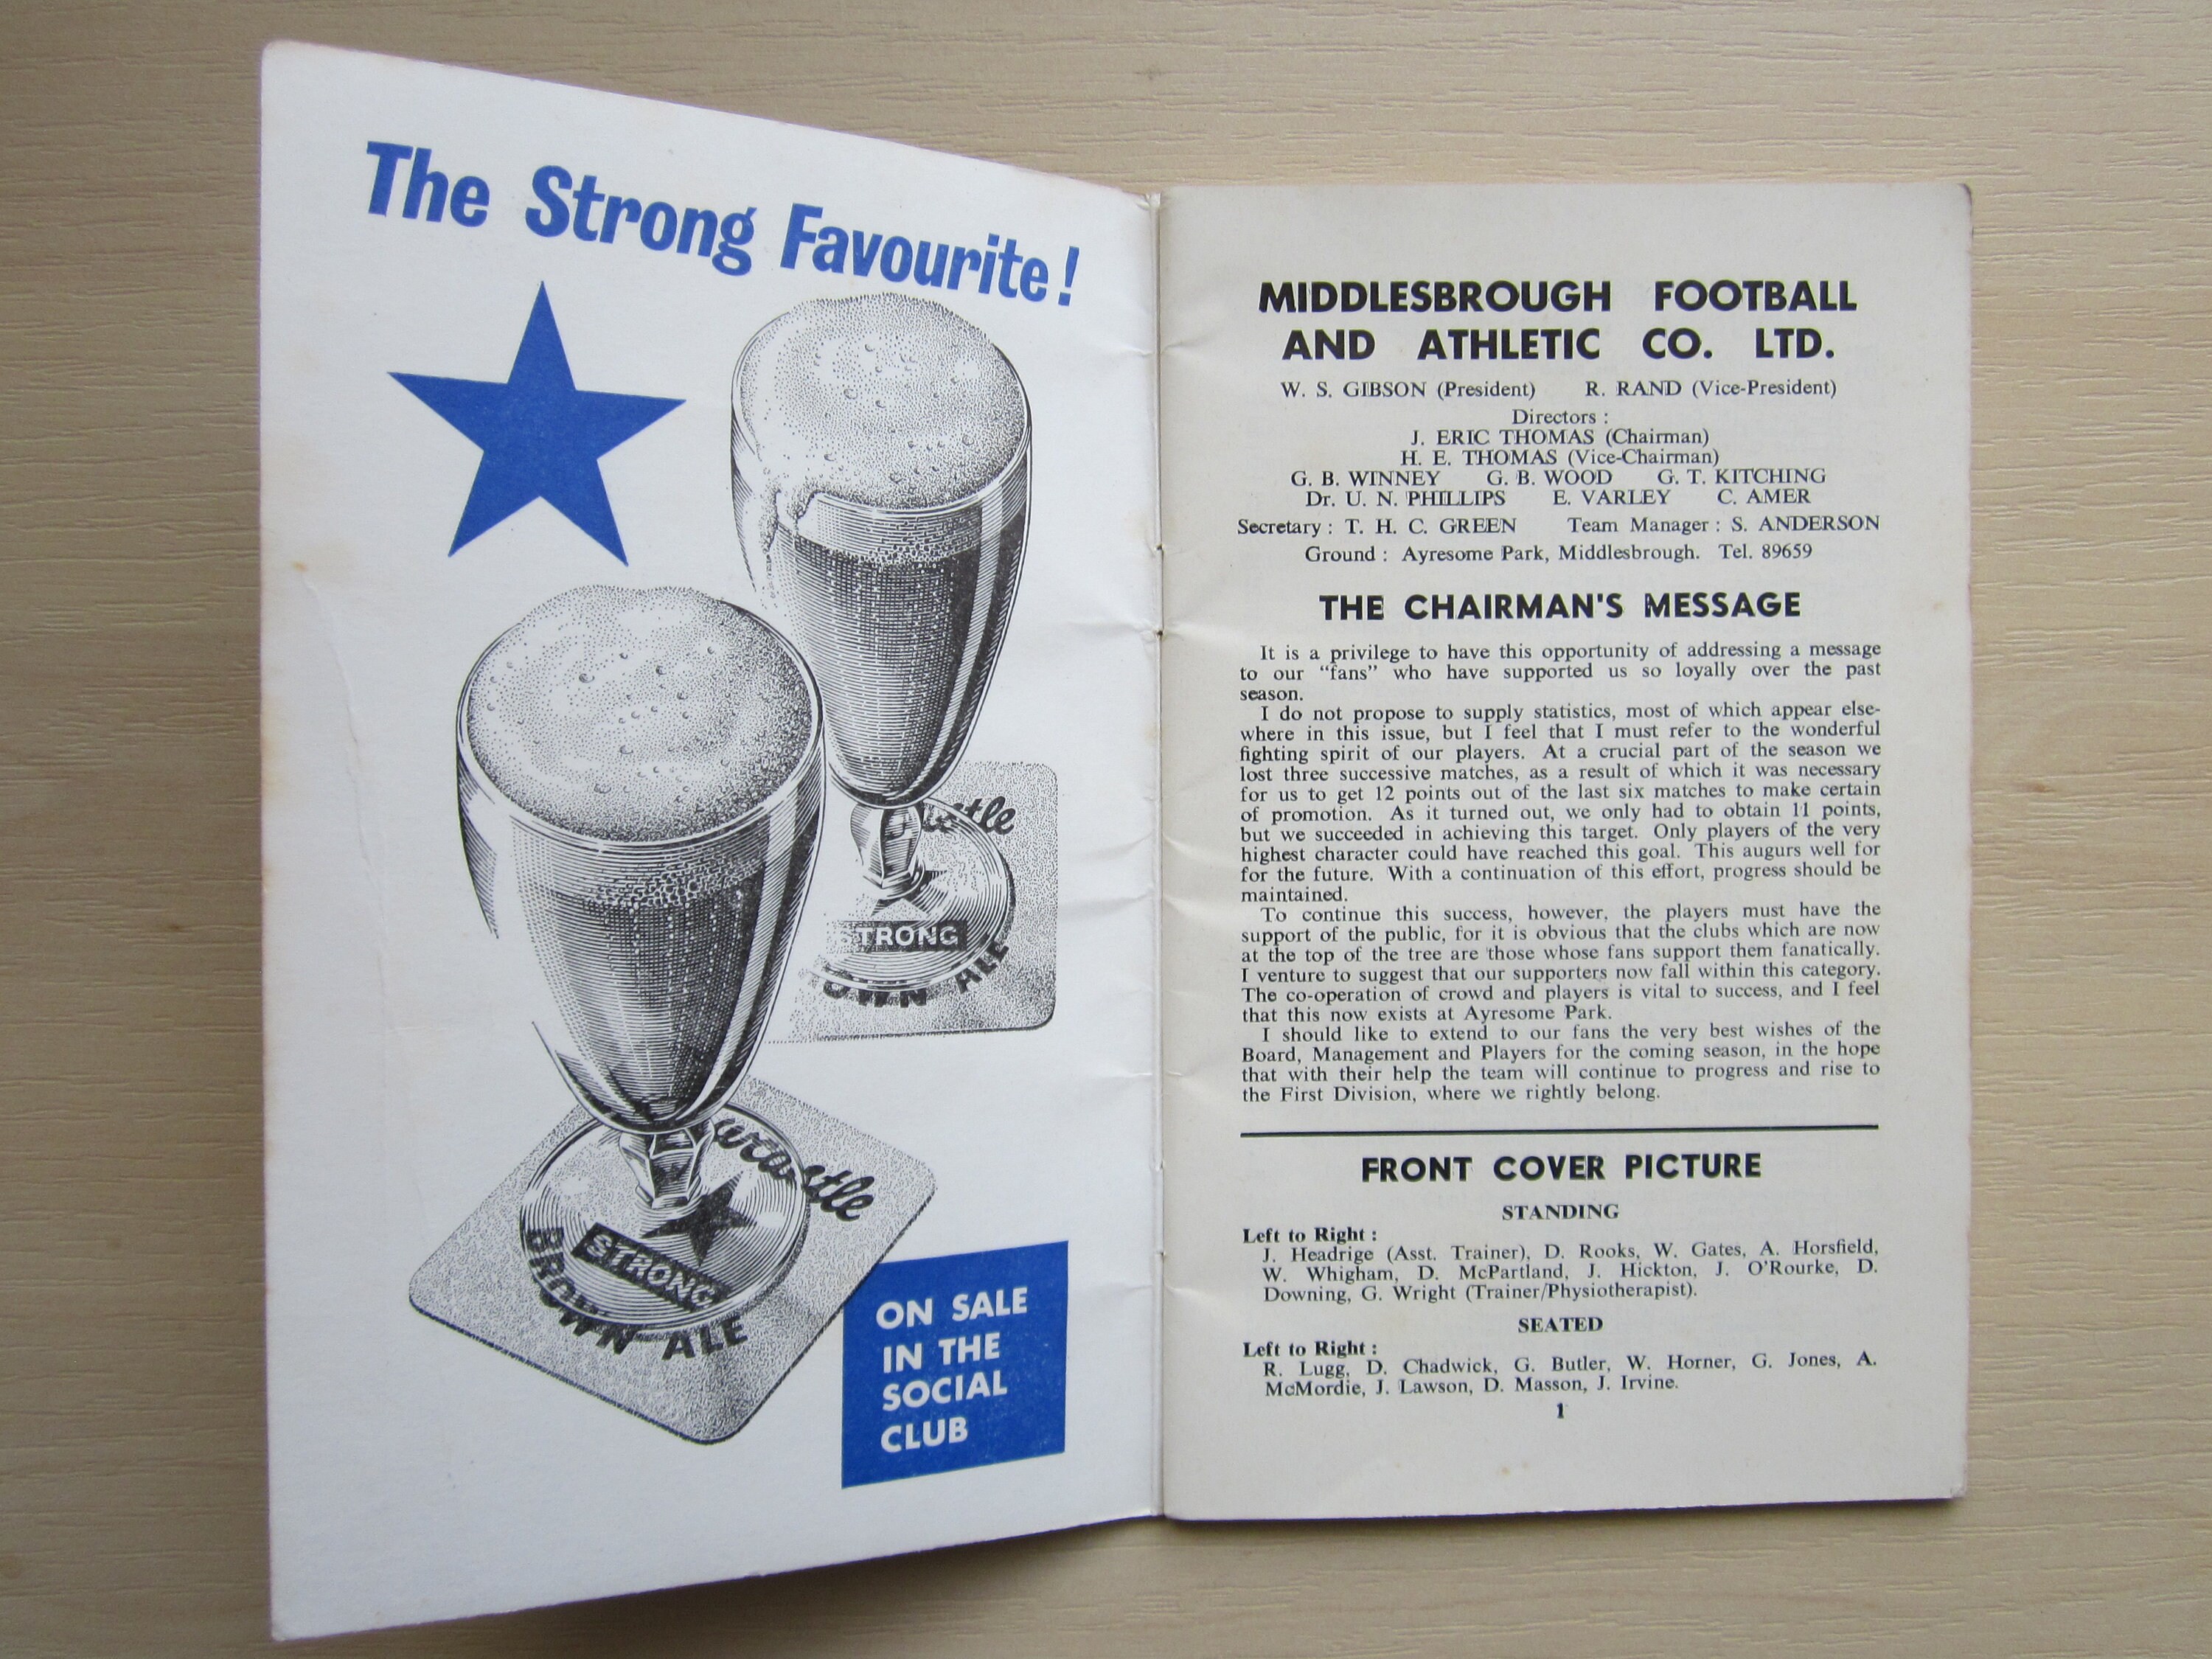 The Strong Favourite!
STRONG
ALE
STRONG
BROWN ALE
ON SALE
IN THE
SOCIAL
CLUB
MIDDLESBROUGH FOOTBALL
AND ATHLETIC CO. LTD.
W. S. GIBSON (President) R. RAND (Vice-President)
Directors :
J. ERIC THOMAS (Chairman)
H. E. THOMAS (Vice-Chairman)
G. B. WINNEY G. B. WOOD G. T. KITCHING
Dr. U. N. PHILLIPS E. VARLEY C. AMER
Secretary : T. H. C. GREEN Team Manager : S. ANDERSON
Ground : Ayresome Park, Middlesbrough. Tel. 89659
THE CHAIRMAN'S MESSAGE
It is a privilege to have this opportunity of addressing a message
to our "fans" who have supported us so loyally over the past
season.
I do not propose to supply statistics, most of which appear else-
where in this issue, but I feel that I must refer to the wonderful
fighting spirit of our players. At a crucial part of the season we
lost three successive matches, as a result of which it was necessary
for us to get 12 points out of the last six matches to make certain
of promotion. As it turned out, we only had to obtain 11 points,
but we succeeded in achieving this target. Only players of the very
highest character could have reached this goal. This augurs well for
for the future. With a continuation of this effort, progress should be
maintained.
To continue this success, however, the players must have the
support of the public, for it is obvious that the clubs which are now
at the top of the tree are those whose fans support them fanatically.
I venture to suggest that our supporters now fall within this category.
The co-operation of crowd and players is vital to success, and I feel
that this now exists at Ayresome Park.
I should like to extend to our fans the very best wishes of the
Board, Management and Players for the coming season, in the hope
that with their help the team will continue to progress and rise to
the First Division, where we rightly belong.
FRONT COVER PICTURE
STANDING
Left to Right :
J. Headrige (Asst. Trainer), D. Rooks, W. Gates, A. Horsfield,
W. Whigham, D. McPartland, J. Hickton, J. O'Rourke, D.
Downing, G. Wright (Trainer/Physiotherapist).
SEATED
Left to Right :
R. Lugg, D. Chadwick, G. Butler, W. Horner, G. Jones, A.
McMordie, J. Lawson, D. Masson, J. Irvine.
1